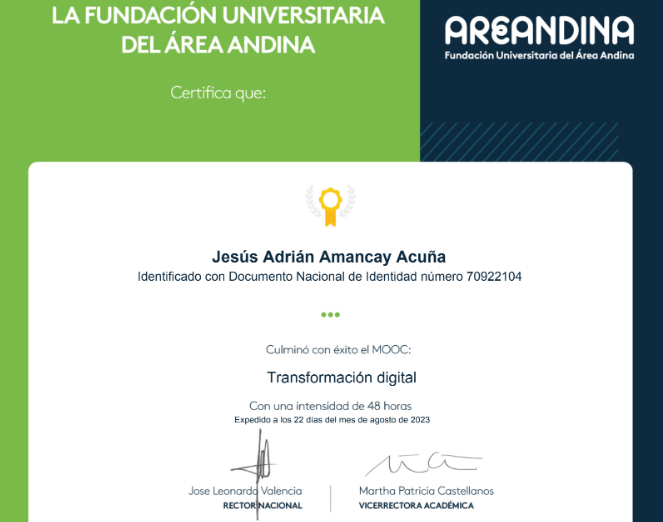 LA FUNDACIÓN UNIVERSITARIA
DEL ÁREA ANDINA
Certifica que:
AREANDINA
Fundación Universitaria del Área Andina
Jesús Adrián Amancay Acuña
Identificado con Documento Nacional de Identidad número 70922104
Culminó con éxito el MOOC:
Transformación digital
Con una intensidad de 48 horas
Expedido a los 22 días del mes de agosto de 2023
Jose Leonardo Valencia
RECTOR NACIONAL
Martha Patricia Castellanos
VICERRECTORA ACADÉMICA